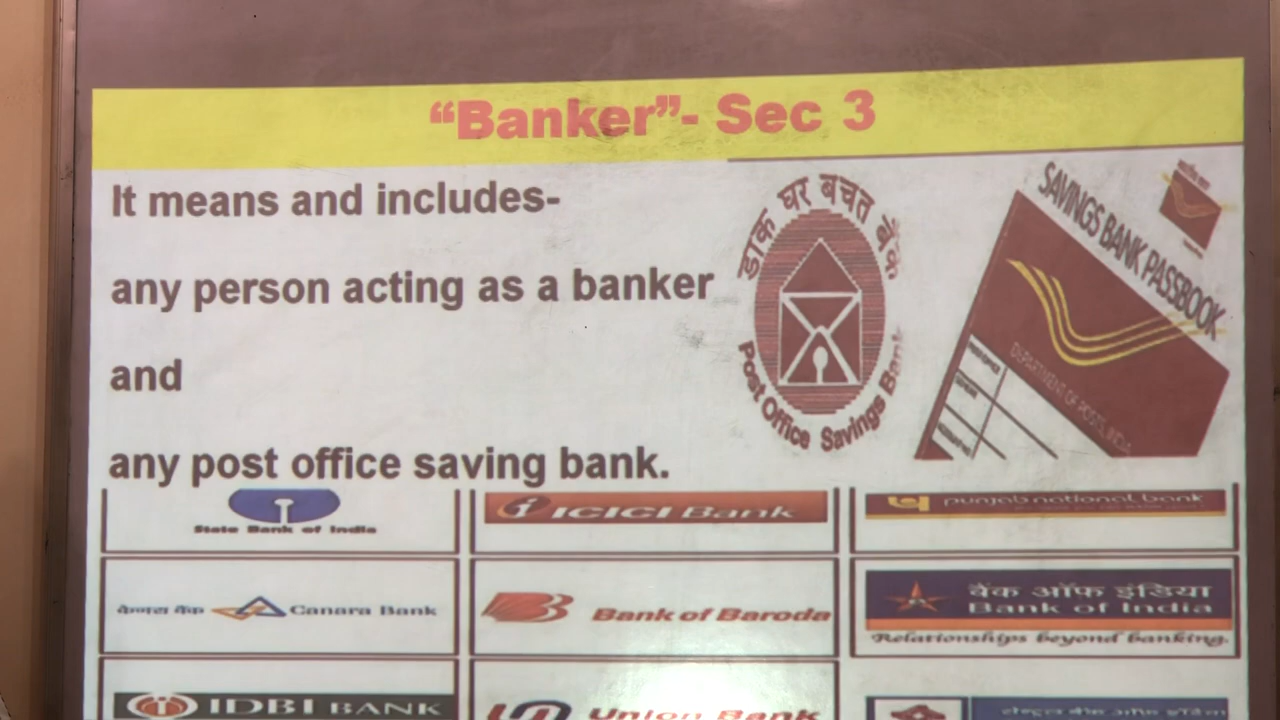 “Banker”- Sec 3
It means and includes-
any person acting as a banker
and
any post office saving bank.
डाक घर बचत बैंक
Post Office Savings Bank
SAVINGS BANK PASSBOOK
DEPARTMENT OF POSTS, INDIA
State Bank of India
ICICI Bank
punjab national bank
केनरा बैंक Canara Bank
Bank of Baroda
बैंक ऑफ इंडिया
Bank of India
Relationships beyond banking.
IDBI BANK
Union Bank